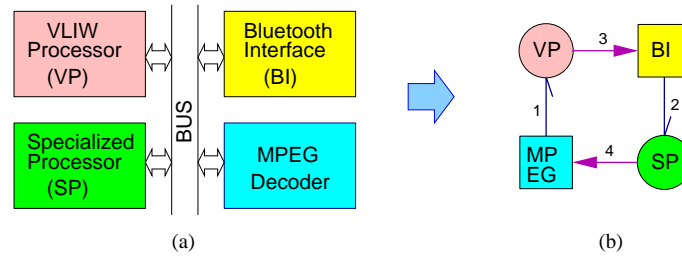 VLIW
Processor
(VP)
Bluetooth
Interface
(BI)
BUS
Specialized
Processor
(SP)
MPEG
Decoder
(a)
VP
3
BI
1
2
MP
EG
4
SP
(b)